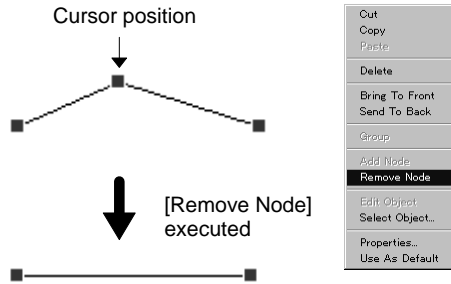 Cursor position
[Remove Node]
executed
Cut
Copy
Paste
Delete
Bring To Front
Send To Back
Group
Add Node
Remove Node
Edit Object
Select Object...
Properties...
Use As Default